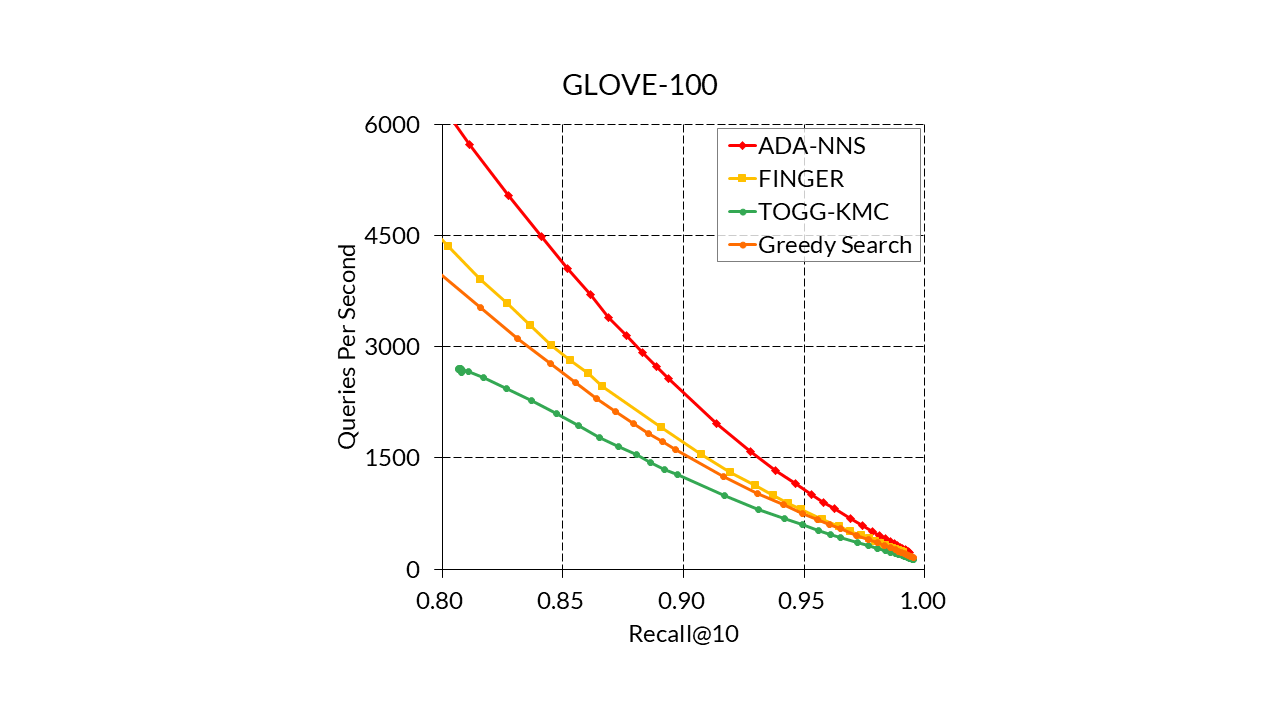 GLOVE-100
6000
4500
3000
1500
0
Queries Per Second
ADA-NNS
FINGER
TOGG-KMC
Greedy Search
0.80 0.85 0.90 0.95 1.00
Recall@10